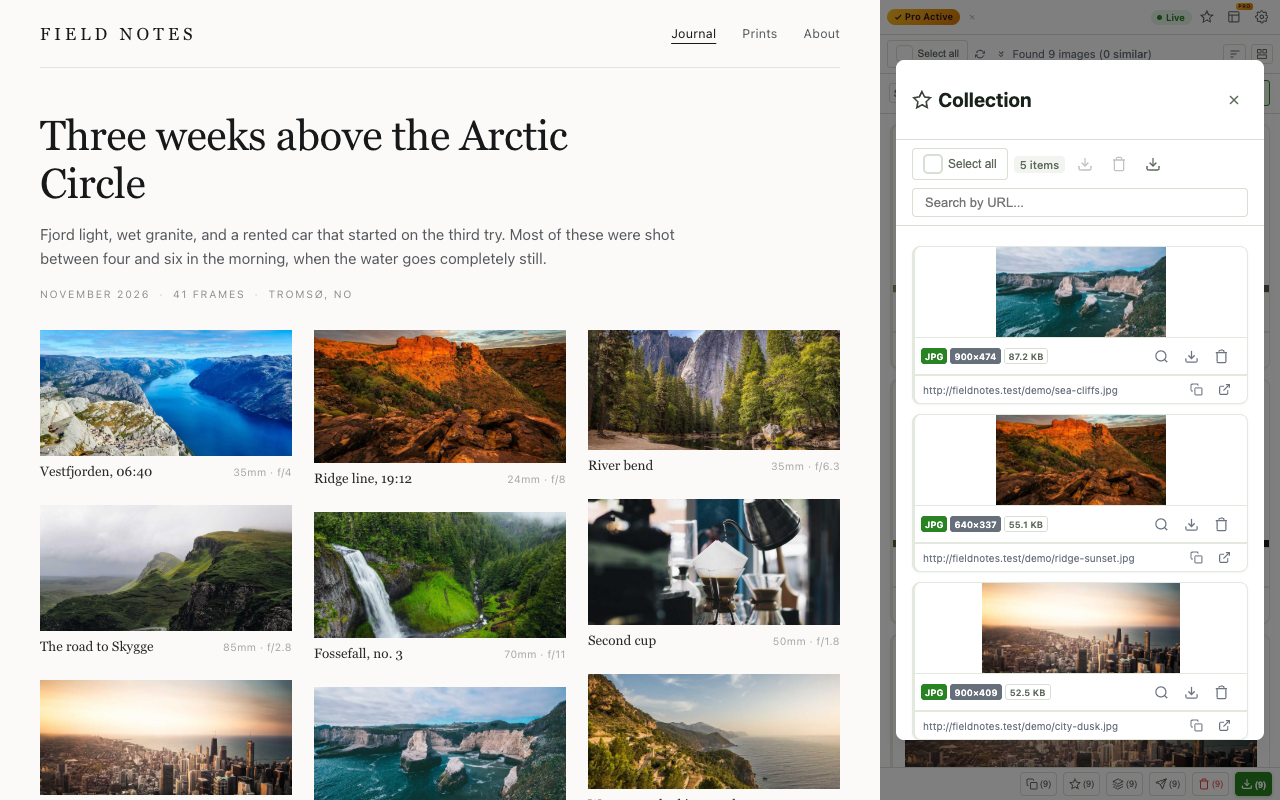 FIELD NOTES
Journal
Prints
About
Three weeks above the Arctic
Circle
Fjord light, wet granite, and a rented car that started on the third try. Most of these were shot
between four and six in the morning, when the water goes completely still.
NOVEMBER 2026 · 41 FRAMES · TROMSØ, NO
Vestfjorden, 06:40
35mm · f/4
Ridge line, 19:12
24mm · f/8
River bend
35mm · f/6.3
The road to Skygge
85mm · f/2.8
Fossefall, no. 3
70mm · f/11
Second cup
50mm · f/1.8
Pro Active
Live
PRO
Select all
Found 9 images (0 similar)
Collection
Select all
5 items
Search by URL...
JPG 900×474 87.2 KB
http://fieldnotes.test/demo/sea-cliffs.jpg
JPG 640×337 55.1 KB
http://fieldnotes.test/demo/ridge-sunset.jpg
JPG 900×409 52.5 KB
http://fieldnotes.test/demo/city-dusk.jpg
(9)
(9)
(9)
(9)
(9)
(9)